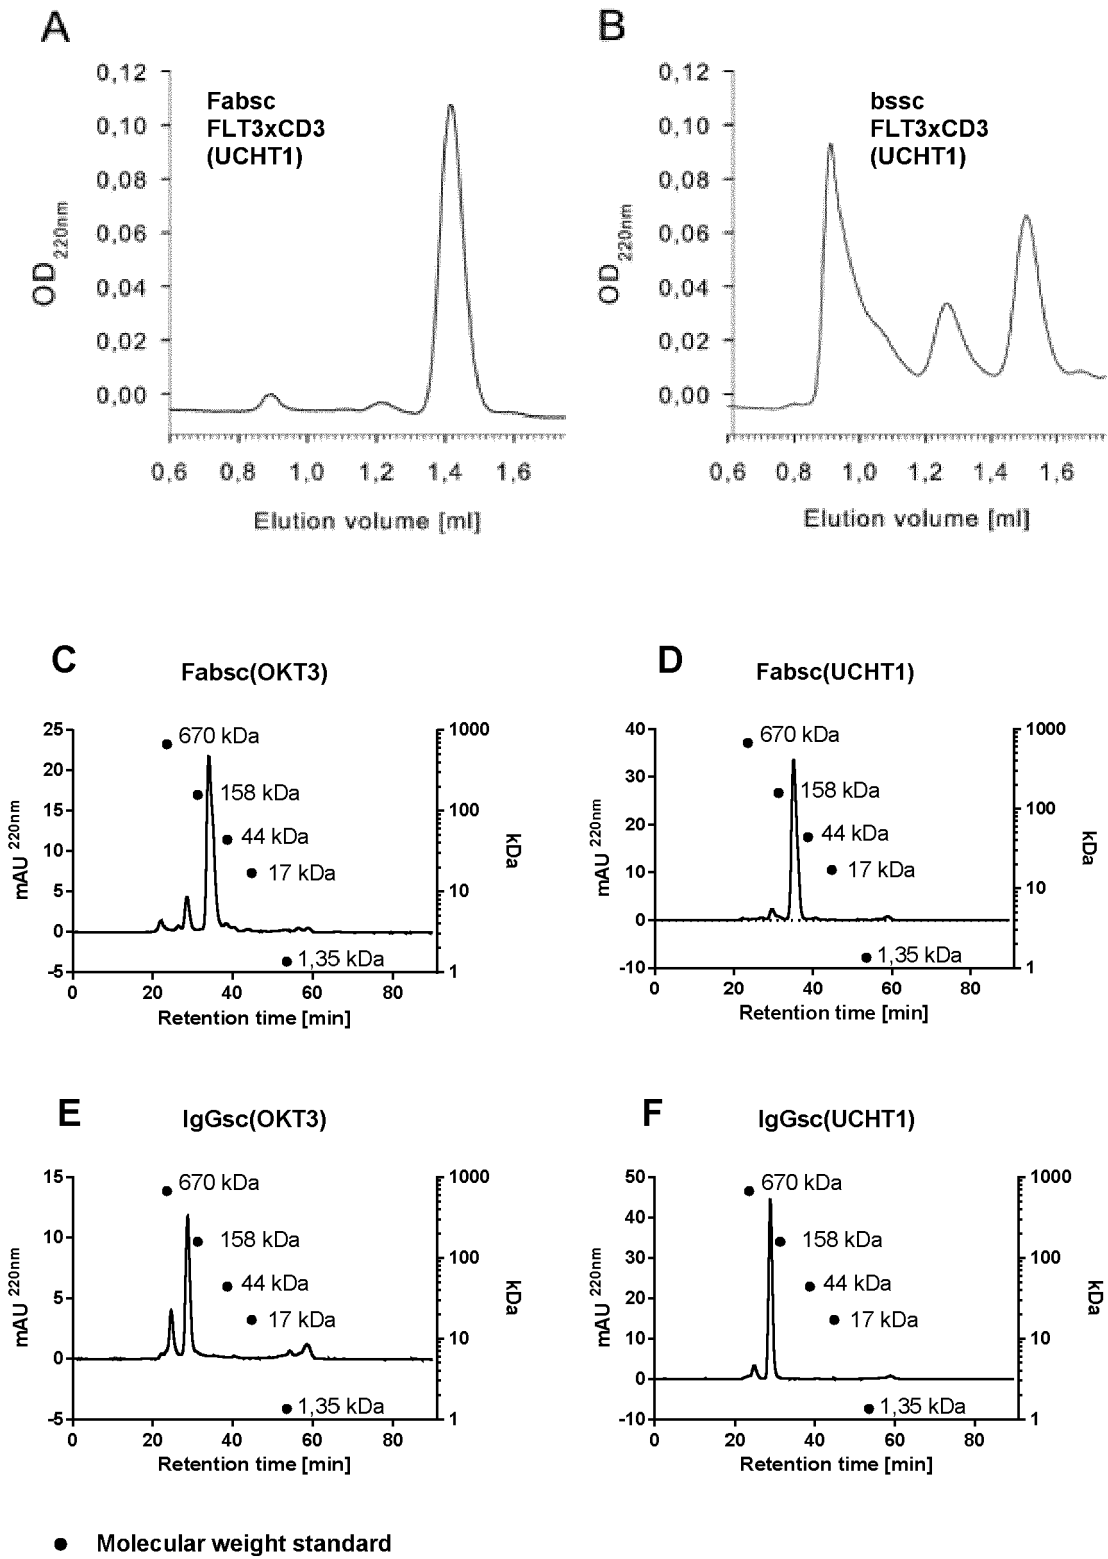 A
Fabsc
FLT3xCD3
(UCHT1)
0,12
0,10
0,08
0,06
0,04
0,02
0,00
OD220nm
0,6 0,8 1,0 1,2 1,4 1,6
Elution volume [ml]
B
bssc
FLT3xCD3
(UCHT1)
0,12
0,10
0,08
0,06
0,04
0,02
0,00
OD220nm
0,6 0,8 1,0 1,2 1,4 1,6
Elution volume [ml]
C
Fabsc(OKT3)
25
20
15
10
5
0
-5
mAU 220nm
670 kDa
158 kDa
44 kDa
17 kDa
1,35 kDa
1000
100
10
1
kDa
0 20 40 60 80
Retention time [min]
D
Fabsc(UCHT1)
40
30
20
10
0
-10
mAU 220nm
670 kDa
158 kDa
44 kDa
17 kDa
1,35 kDa
1000
100
10
1
kDa
0 20 40 60 80
Retention time [min]
E
IgGsc(OKT3)
15
10
5
0
-5
mAU 220nm
670 kDa
158 kDa
44 kDa
17 kDa
1,35 kDa
1000
100
10
1
kDa
0 20 40 60 80
Retention time [min]
F
IgGsc(UCHT1)
50
40
30
20
10
0
-10
mAU 220nm
670 kDa
158 kDa
44 kDa
17 kDa
1,35 kDa
1000
100
10
1
kDa
0 20 40 60 80
Retention time [min]
Molecular weight standard